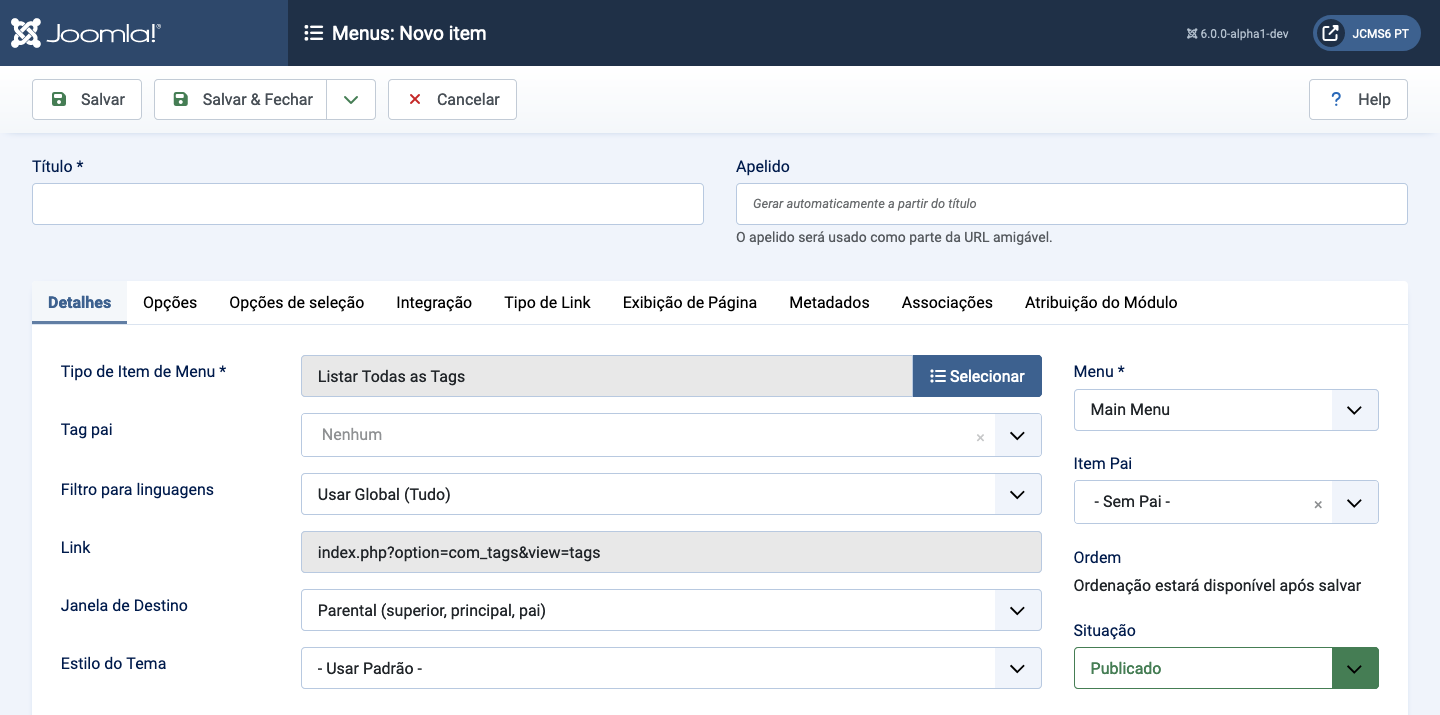 Joomla!®
Menus: Novo item
6.0.0-alpha1-dev
JCMS6 PT
Salvar
Salvar & Fechar
Cancelar
? Help
Título *
Apelido
Gerar automaticamente a partir do título
O apelido será usado como parte da URL amigável.
Detalhes Opções Opções de seleção Integração Tipo de Link Exibição de Página Metadados Associações Atribuição do Módulo
Tipo de Item de Menu *
Listar Todas as Tags
Selecionar
Tag pai
Nenhum ×
Filtro para linguagens
Usar Global (Tudo)
Link
index.php?option=com_tags&view=tags
Janela de Destino
Parental (superior, principal, pai)
Estilo do Tema
- Usar Padrão -
Menu *
Main Menu
Item Pai
- Sem Pai - ×
Ordem
Ordenação estará disponível após salvar
Situação
Publicado